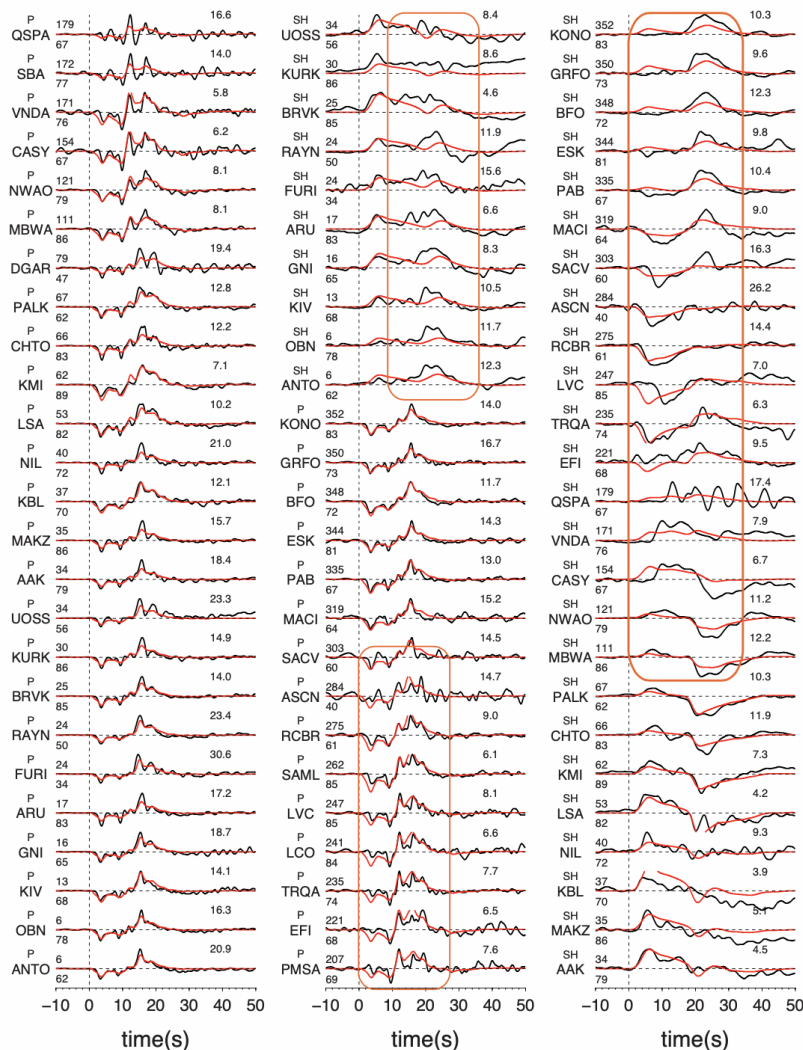 P 179 16.6
QSPA 67
P 172 14.0
SBA 77
P 171 5.8
VNDA 76
P 154 6.2
CASY 67
P 121 8.1
NWAO 79
P 111 8.1
MBWA 86
P 79 19.4
DGAR 47
P 67 12.8
PALK 62
P 66 12.2
CHTO 83
P 62 7.1
KMI 89
P 53 10.2
LSA 82
P 40 21.0
NIL 72
P 37 12.1
KBL 70
P 35 15.7
MAKZ 86
P 34 18.4
AAK 79
P 34 23.3
UOSS 56
P 30 14.9
KURK 86
P 25 14.0
BRVK 85
P 24 23.4
RAYN 50
P 24 30.6
FURI 34
P 17 17.2
ARU 83
P 16 18.7
GNI 65
P 13 14.1
KIV 68
P 6 16.3
OBN 78
P 6 20.9
ANTO 62
−10 0 10 20 30 40 50
time(s)
SH 34 8.4
UOSS 56
SH 30 8.6
KURK 86
SH 25 4.6
BRVK 85
SH 24 11.9
RAYN 50
SH 24 15.6
FURI 34
SH 17 6.6
ARU 83
SH 16 8.3
GNI 65
SH 13 10.5
KIV 68
SH 6 11.7
OBN 78
SH 6 12.3
ANTO 62
P 352 14.0
KONO 83
P 350 16.7
GRFO 73
P 348 11.7
BFO 72
P 344 14.3
ESK 81
P 335 13.0
PAB 67
P 319 15.2
MACI 64
P 303 14.5
SACV 60
P 284 14.7
ASCN 40
P 275 9.0
RCBR 61
P 262 6.1
SAML 85
P 247 8.1
LVC 85
P 241 6.6
LCO 84
P 235 7.7
TRQA 74
P 221 6.5
EFI 68
P 207 7.6
PMSA 69
−10 0 10 20 30 40 50
time(s)
SH 352 10.3
KONO 83
SH 350 9.6
GRFO 73
SH 348 12.3
BFO 72
SH 344 9.8
ESK 81
SH 335 10.4
PAB 67
SH 319 9.0
MACI 64
SH 303 16.3
SACV 60
SH 284 26.2
ASCN 40
SH 275 14.4
RCBR 61
SH 247 7.0
LVC 85
SH 235 6.3
TRQA 74
SH 221 9.5
EFI 68
SH 179 17.4
QSPA 67
SH 171 7.9
VNDA 76
SH 154 6.7
CASY 67
SH 121 11.2
NWAO 79
SH 111 12.2
MBWA 86
SH 67 10.3
PALK 62
SH 66 11.9
CHTO 83
SH 62 7.3
KMI 89
SH 53 4.2
LSA 82
SH 40 9.3
NIL 72
SH 37 3.9
KBL 70
SH 35 5.1
MAKZ 86
SH 34 4.5
AAK 79
−10 0 10 20 30 40 50
time(s)